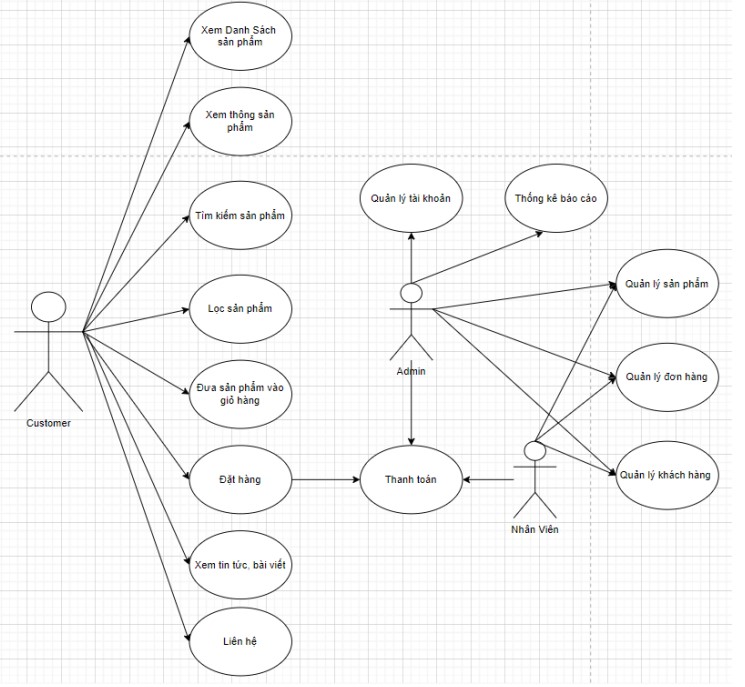 Xem Danh Sách
sản phẩm
Xem thông sản
phẩm
Tìm kiếm sản phẩm
Lọc sản phẩm
Đưa sản phẩm vào
giỏ hàng
Đặt hàng
Xem tin tức, bài viết
Liên hệ
Customer
Quản lý tài khoản
Thống kê báo cáo
Quản lý sản phẩm
Quản lý đơn hàng
Quản lý khách hàng
Admin
Thanh toán
Nhân Viên